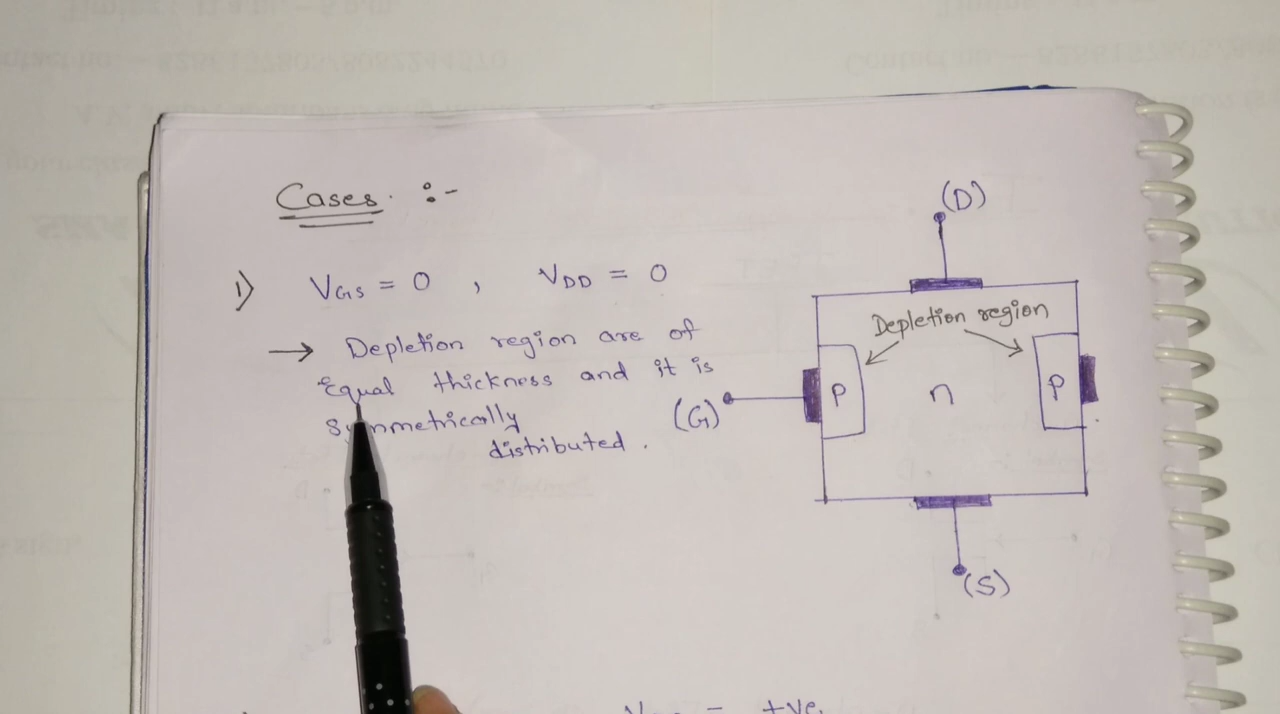 Cases :-
1) VGS = 0 , VDD = 0
→ Depletion region are of
Equal thickness and it is
Symmetrically
distributed.
(D)
Depletion region
P
n
P
(G)
(S)
= +ve.